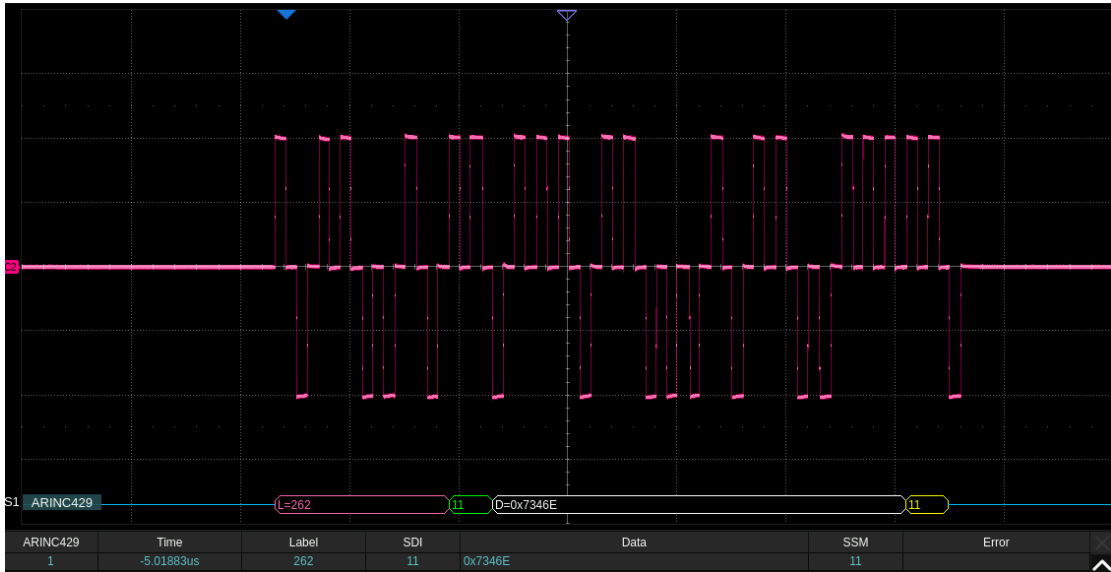 C2
S1 ARINC429 L=262 11 D=0x7346E 11
ARINC429 Time Label SDI Data SSM Error
1 -5.01883us 262 11 0x7346E 11